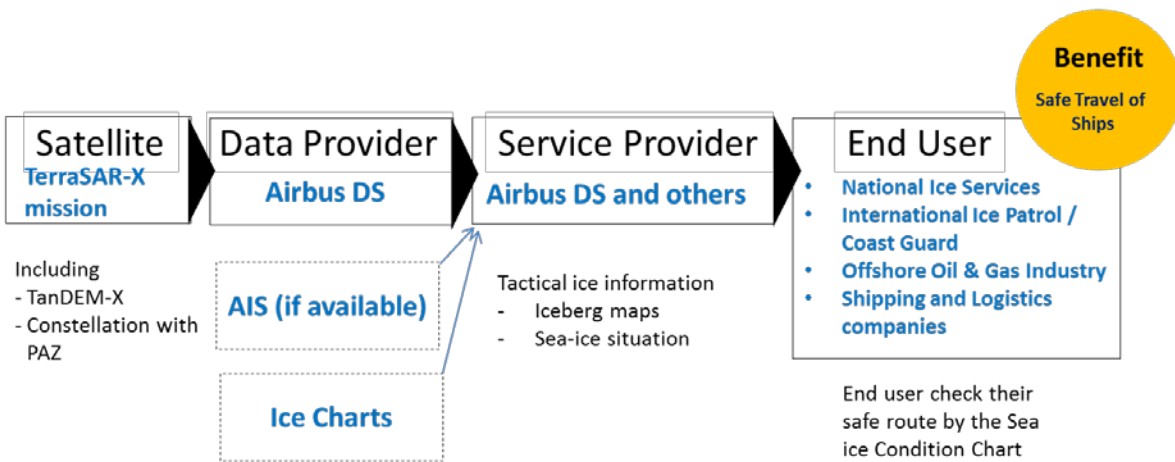 Benefit
Safe Travel of
Ships
Satellite
TerraSAR-X
mission
Including
- TanDEM-X
- Constellation with
PAZ
Data Provider
Airbus DS
AIS (if available)
Ice Charts
Service Provider
Airbus DS and others
Tactical ice information
- Iceberg maps
- Sea-ice situation
End User
• National Ice Services
• International Ice Patrol /
Coast Guard
• Offshore Oil & Gas Industry
• Shipping and Logistics
companies
End user check their
safe route by the Sea
ice Condition Chart